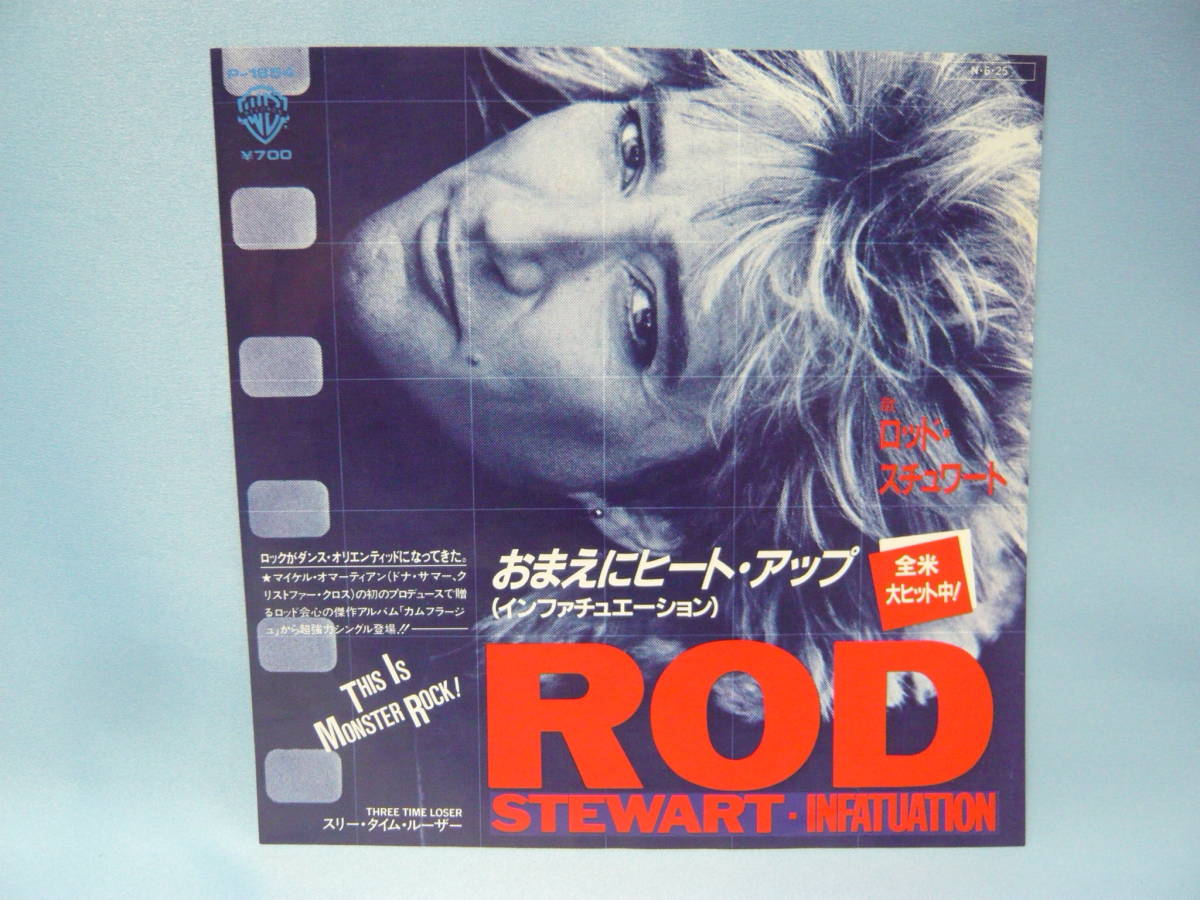 P-1854
¥700
N・6・25
ロッド・
スチュワート
ロックがダンス・オリエンティッドになってきた。
★マイケル・オマーティアン(ドナ・サマー、ク
リストファー・クロス)の初のプロデュースで贈
るロッド会心の傑作アルバム「カムフラージ
ュ」から超強力シングル登場!!
おまえにヒート・アップ
(インファチュエーション)
全米
大ヒット中!
THIS IS
MONSTER ROCK!
ROD
STEWART・INFATUATION
THREE TIME LOSER
スリー・タイム・ルーザー